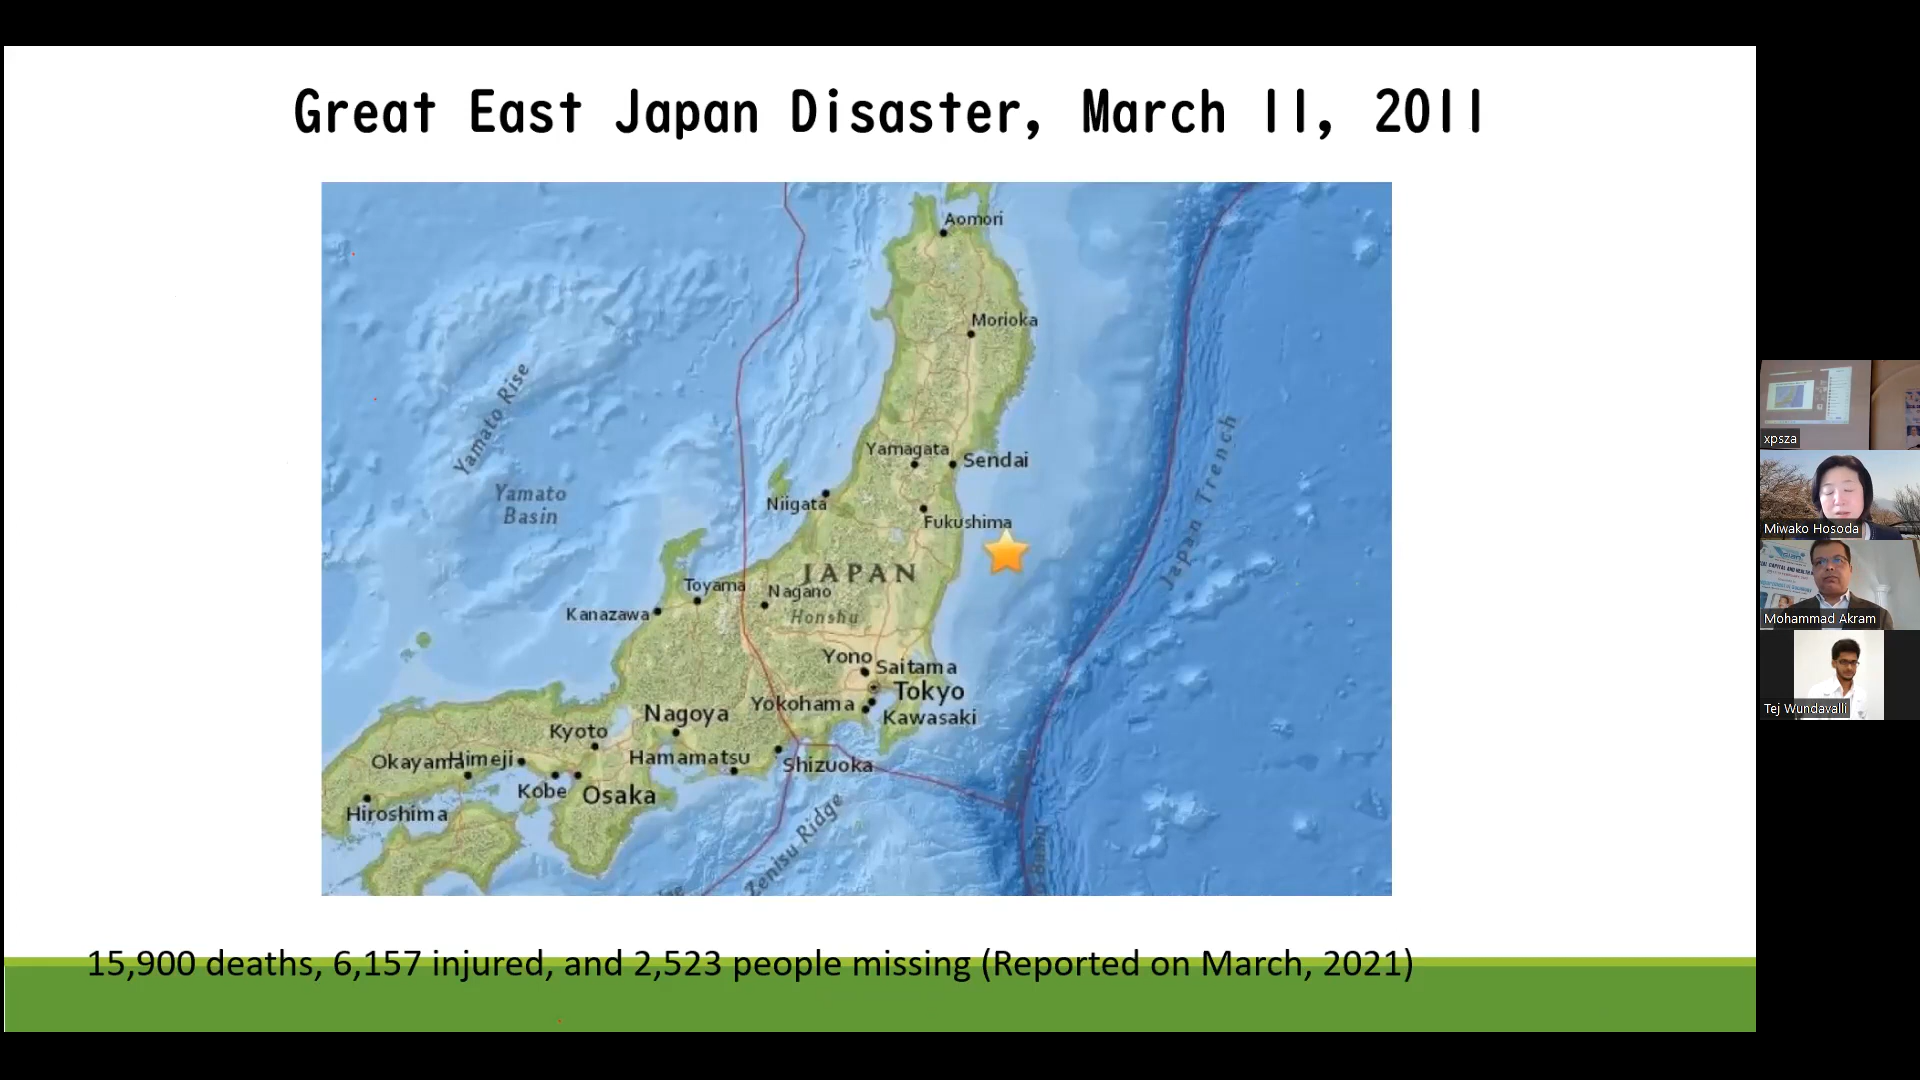 Great East Japan Disaster, March 11, 2011
Aomori
Morioka
Yamato Rise
Yamagata
Sendai
Japan Trench
Yamato
Basin
Niigata
Fukushima
JAPAN
Toyama
Nagano
Kanazawa
Honshu
Yono
Saitama
Tokyo
Yokohama
Kawasaki
Nagoya
Kyoto
Okayama
Himeji
Hamamatsu
Shizuoka
Kobe
Osaka
Hiroshima
Zenisu Ridge
15,900 deaths, 6,157 injured, and 2,523 people missing (Reported on March, 2021)
xpsza
Miwako Hosoda
Mohammad Akram
Tej Wundavalli